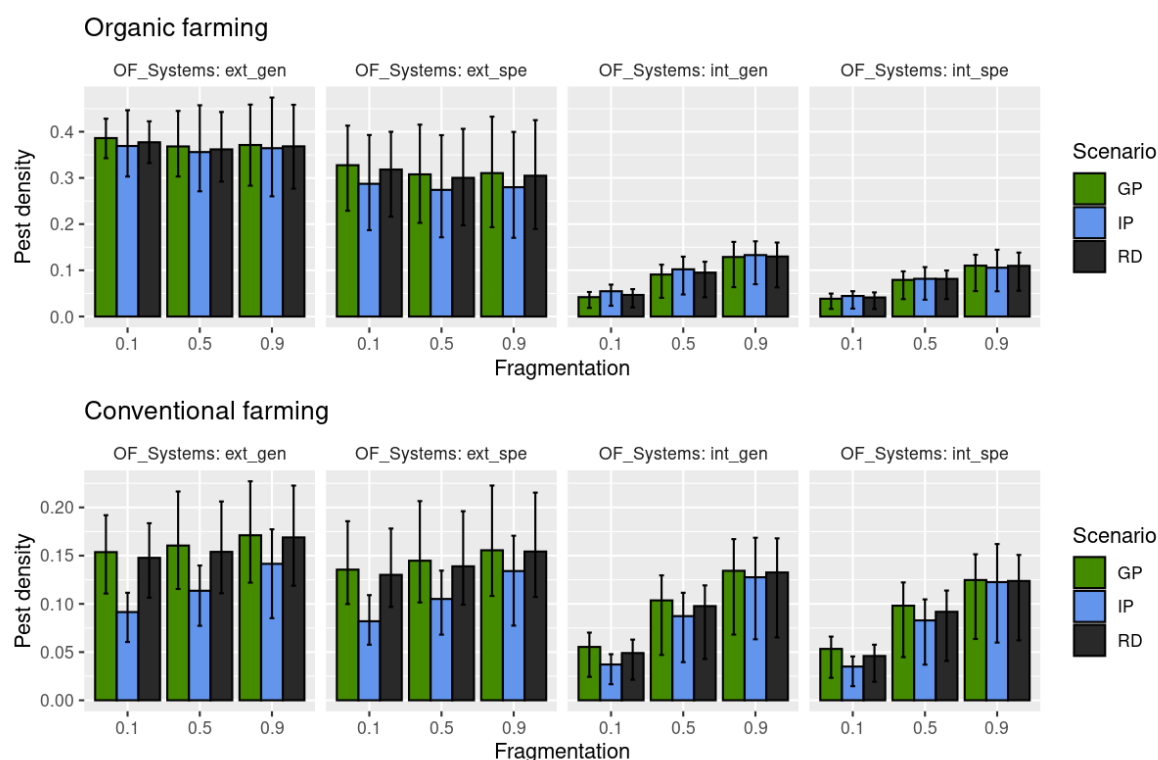 Organic farming
OF_Systems: ext_gen OF_Systems: ext_spe OF_Systems: int_gen OF_Systems: int_spe
Pest density
0.4
0.3
0.2
0.1
0.0
0.1 0.5 0.9 0.1 0.5 0.9 0.1 0.5 0.9 0.1 0.5 0.9
Fragmentation
Scenario
GP
IP
RD
Conventional farming
OF_Systems: ext_gen OF_Systems: ext_spe OF_Systems: int_gen OF_Systems: int_spe
Pest density
0.20
0.15
0.10
0.05
0.00
0.1 0.5 0.9 0.1 0.5 0.9 0.1 0.5 0.9 0.1 0.5 0.9
Fragmentation
Scenario
GP
IP
RD